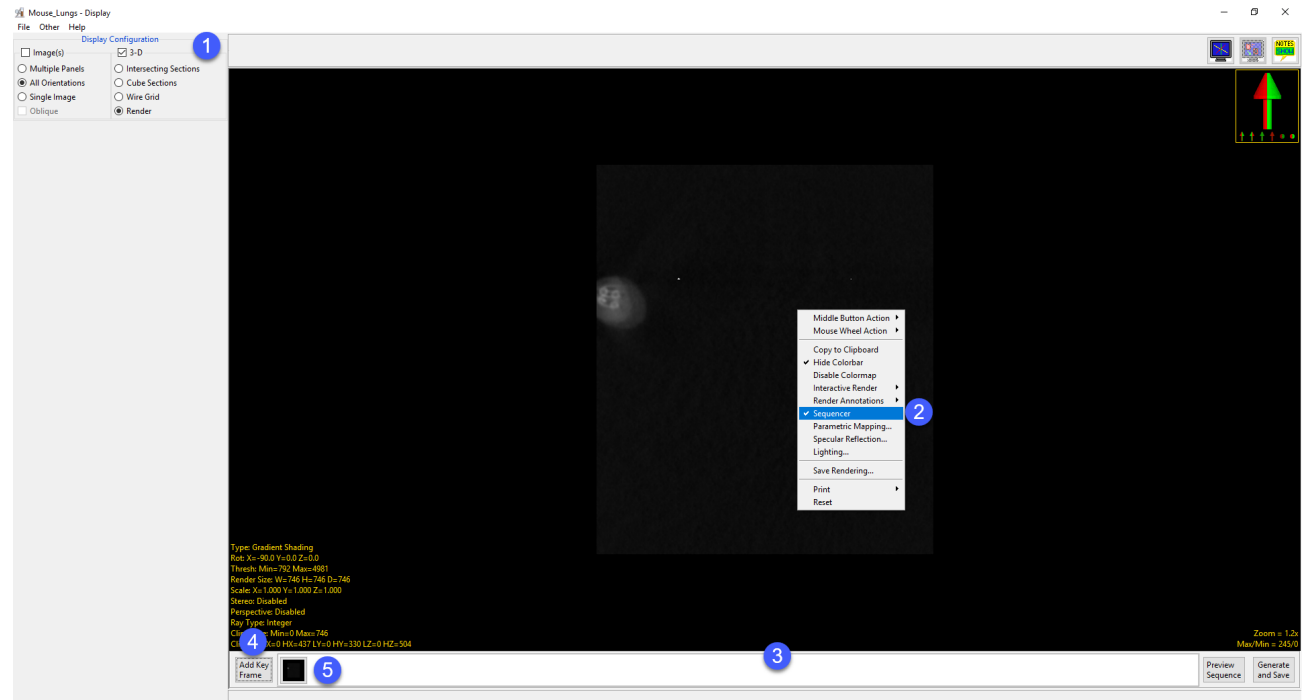 Mouse_Lungs - Display
File Other Help
Display Configuration
1
Image(s)
3-D
Multiple Panels
Intersecting Sections
All Orientations
Cube Sections
Single Image
Wire Grid
Oblique
Render
NOTES
SHOW
Middle Button Action
Mouse Wheel Action
Copy to Clipboard
Hide Colorbar
Disable Colormap
Interactive Render
Render Annotations
Sequencer
2
Parametric Mapping...
Specular Reflection...
Lighting...
Save Rendering...
Print
Reset
Type: Gradient Shading
Rot: X=-90.0 Y=0.0 Z=0.0
Thresh: Min=792 Max=4981
Render Size: W=746 H=746 D=746
Scale: X=1.000 Y=1.000 Z=1.000
Stereo: Disabled
Perspective: Disabled
Ray Type: Integer
Min=0 Max=746
X=0 HX=437 LY=0 HY=330 LZ=0 HZ=504
Zoom = 1.2x
Max/Min = 245/0
4
3
Add Key
Frame
5
Preview
Sequence
Generate
and Save